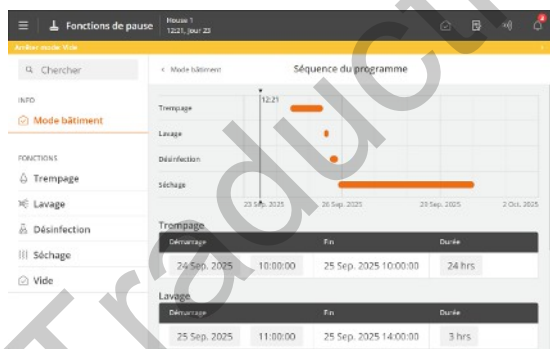 Fonctions de pause
House 1
12:21, Jour 23
Arrêter mode Vide
Chercher
Mode bâtiment
Séquence du programme
INFO
Mode bâtiment
FONCTIONS
Trempage
Lavage
Désinfection
Séchage
Vide
12:21
Trempage
Lavage
Désinfection
Séchage
23 Sep. 2025 26 Sep. 2025 29 Sep. 2025 2 Oct. 2025
Trempage
Démarrage Fin Durée
24 Sep. 2025 10:00:00 25 Sep. 2025 10:00:00 24 hrs
Lavage
Démarrage Fin Durée
25 Sep. 2025 11:00:00 25 Sep. 2025 14:00:00 3 hrs